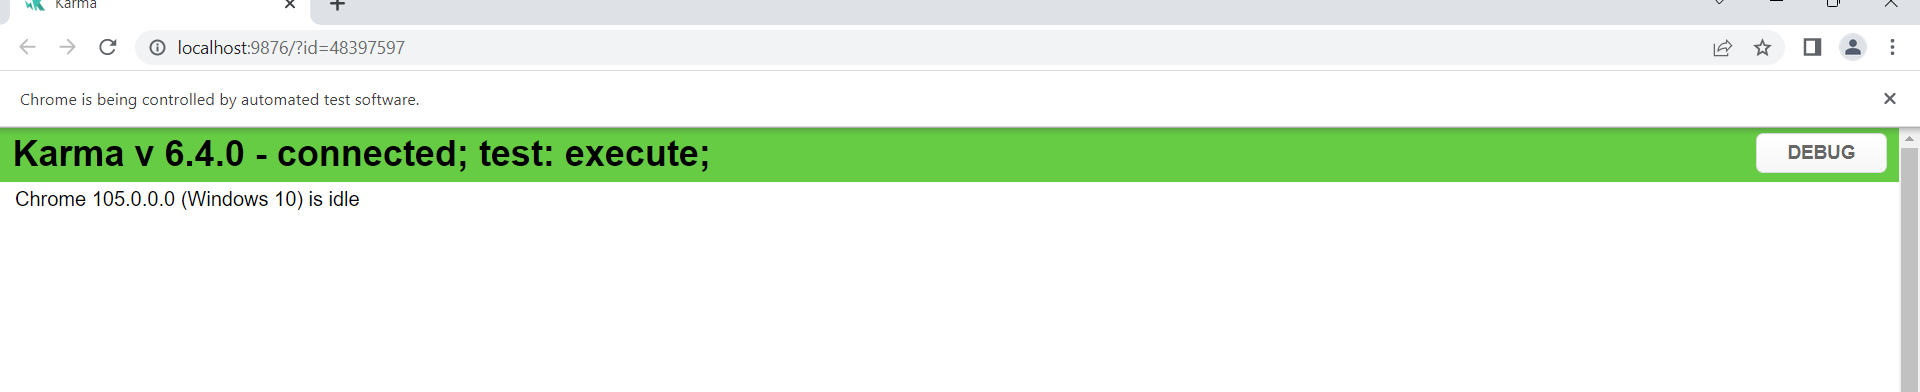 Karma
localhost:9876/?id=48397597
Chrome is being controlled by automated test software.
Karma v 6.4.0 - connected; test: execute;
DEBUG
Chrome 105.0.0.0 (Windows 10) is idle